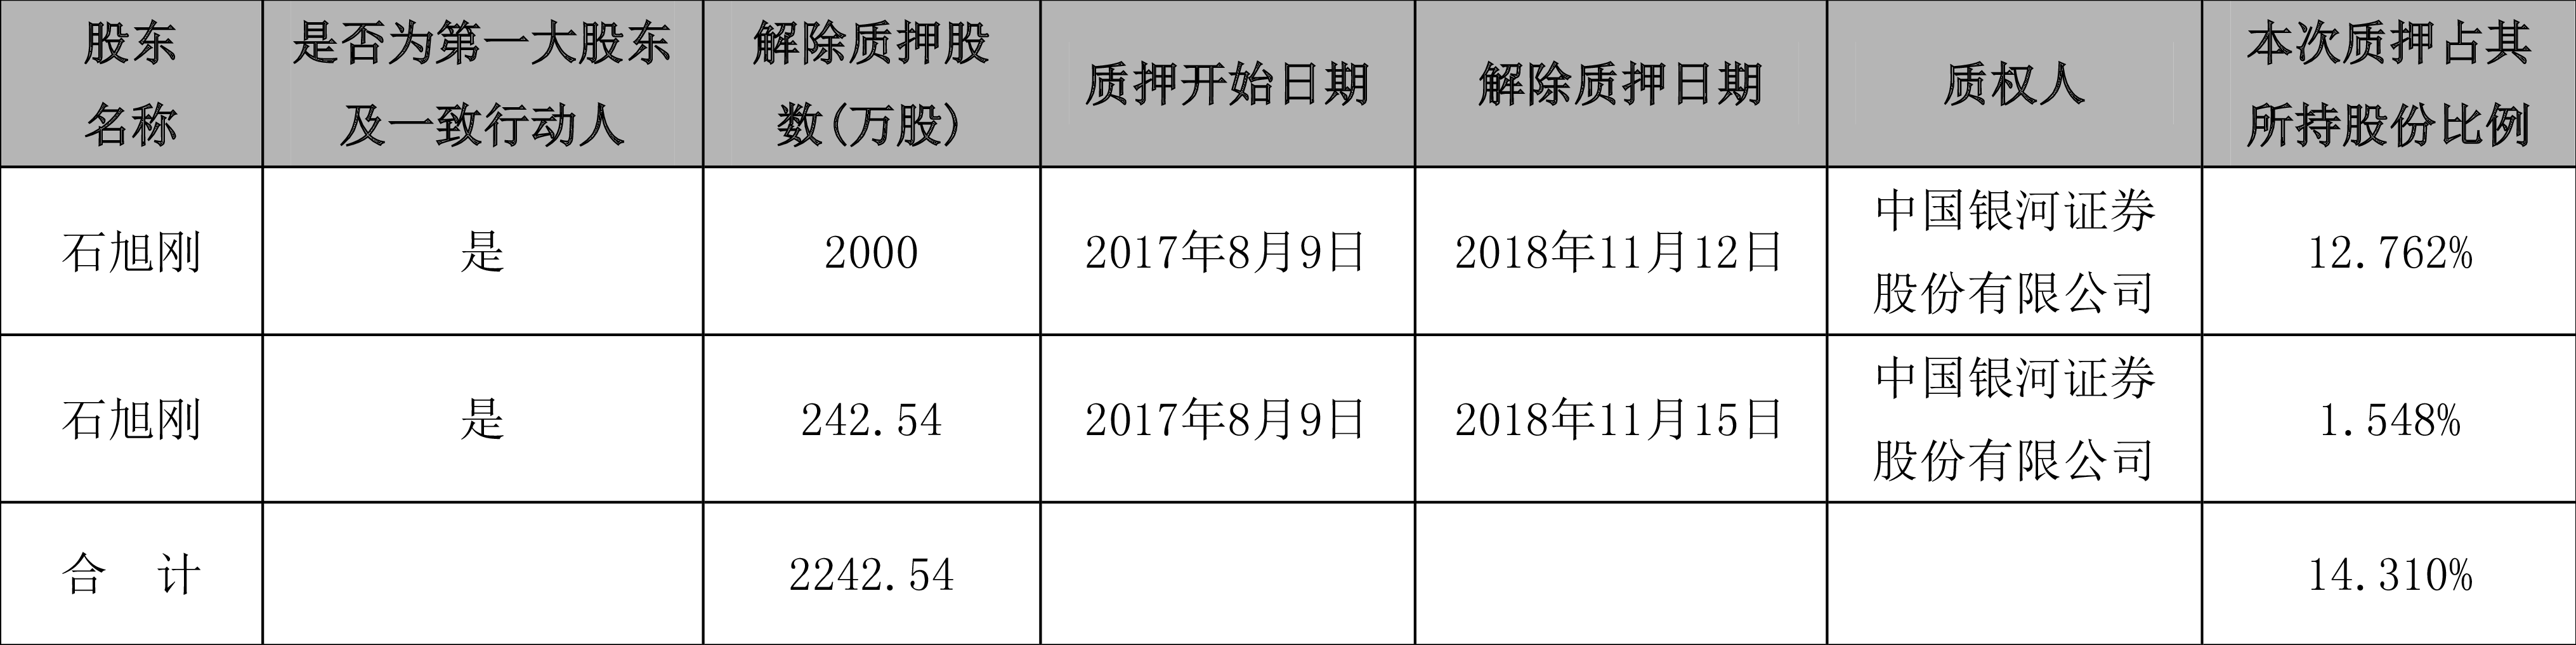 股东
名称
是否为第一大股东
及一致行动人
解除质押股
数(万股)
质押开始日期
解除质押日期
质权人
本次质押占其
所持股份比例
石旭刚
是
2000
2017年8月9日
2018年11月12日
中国银河证券
股份有限公司
12.762%
石旭刚
是
242.54
2017年8月9日
2018年11月15日
中国银河证券
股份有限公司
1.548%
合 计
2242.54
14.310%